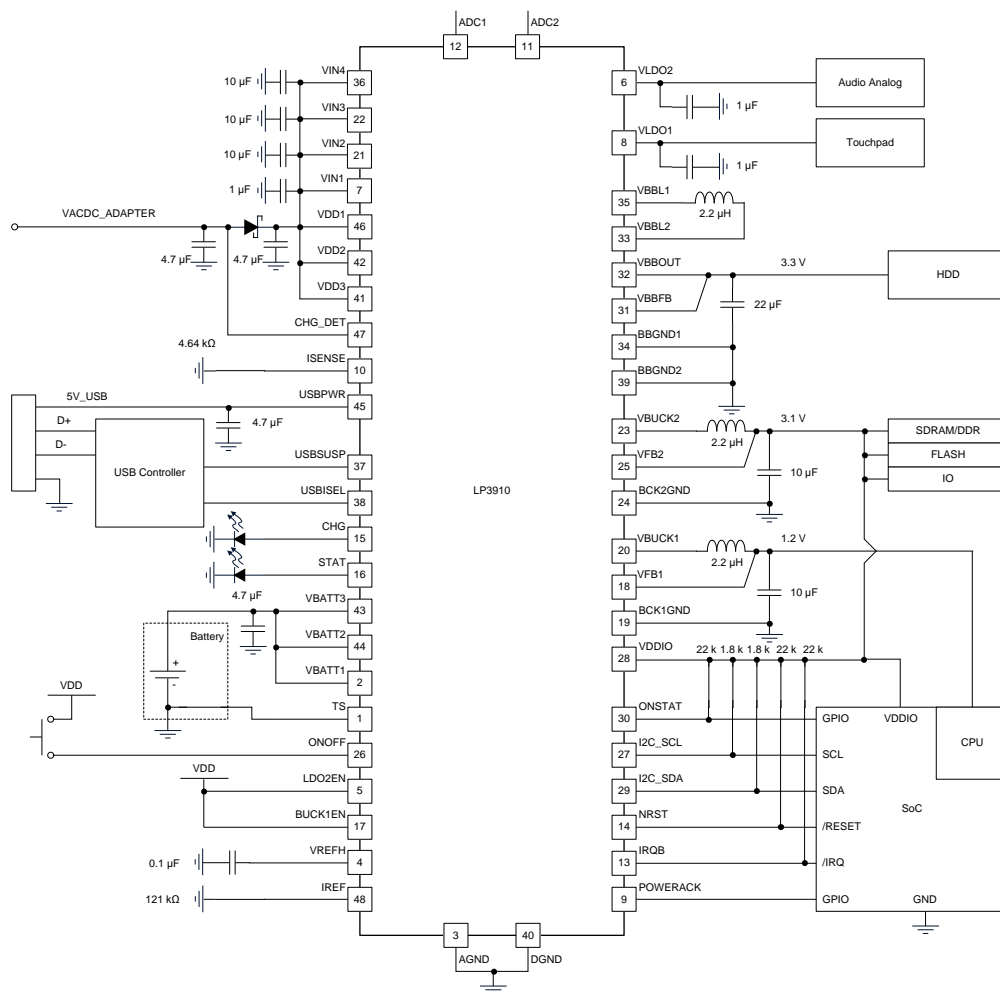 ADC1
ADC2
12
11
10 µF
VIN4
36
10 µF
VIN3
22
10 µF
VIN2
21
1 µF
VIN1
7
VACDC_ADAPTER
VDD1
46
4.7 µF
4.7 µF
VDD2
42
VDD3
41
CHG_DET
47
4.64 kΩ
ISENSE
10
5V_USB
USBPWR
45
D+
4.7 µF
D-
USB Controller
USBSUSP
37
USBISEL
38
CHG
15
STAT
16
4.7 µF
VBATT3
43
Battery
VBATT2
44
+
-
VBATT1
2
VDD
TS
1
ONOFF
26
VDD
LDO2EN
5
BUCK1EN
17
0.1 µF
VREFH
4
121 kΩ
IREF
48
LP3910
3
40
AGND
DGND
6
VLDO2
Audio Analog
1 µF
8
VLDO1
Touchpad
1 µF
35
VBBL1
2.2 µH
33
VBBL2
32
VBBOUT
3.3 V
HDD
31
VBBFB
22 µF
34
BBGND1
39
BBGND2
23
VBUCK2
2.2 µH
3.1 V
SDRAM/DDR
FLASH
IO
25
VFB2
10 µF
24
BCK2GND
20
VBUCK1
2.2 µH
1.2 V
18
VFB1
10 µF
19
BCK1GND
28
VDDIO
22 k 1.8 k 1.8 k 22 k 22 k
30
ONSTAT
GPIO
VDDIO
CPU
27
I2C_SCL
SCL
29
I2C_SDA
SDA
SoC
14
NRST
/RESET
13
IRQB
/IRQ
9
POWERACK
GPIO
GND